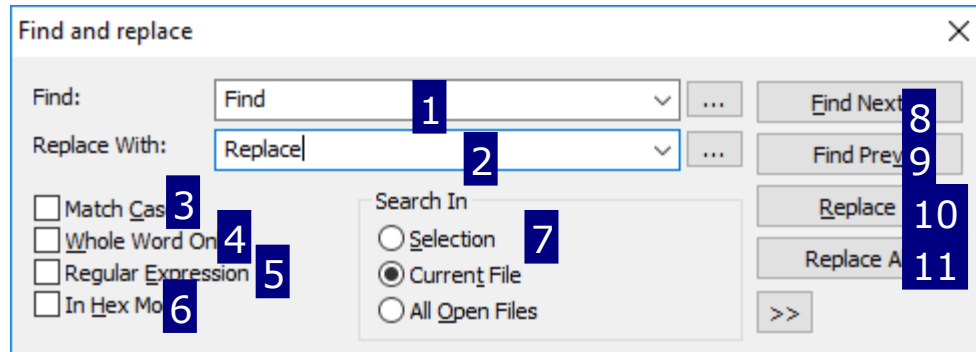 Find and replace
Find: Find 1 ... Find Next 8
Replace With: Replace 2 ... Find Prev 9
Match Cas 3 Search In Replace 10
Whole Word On 4 Selection 7
Regular Expression 5 Current File Replace A 11
In Hex Mo 6 All Open Files >>